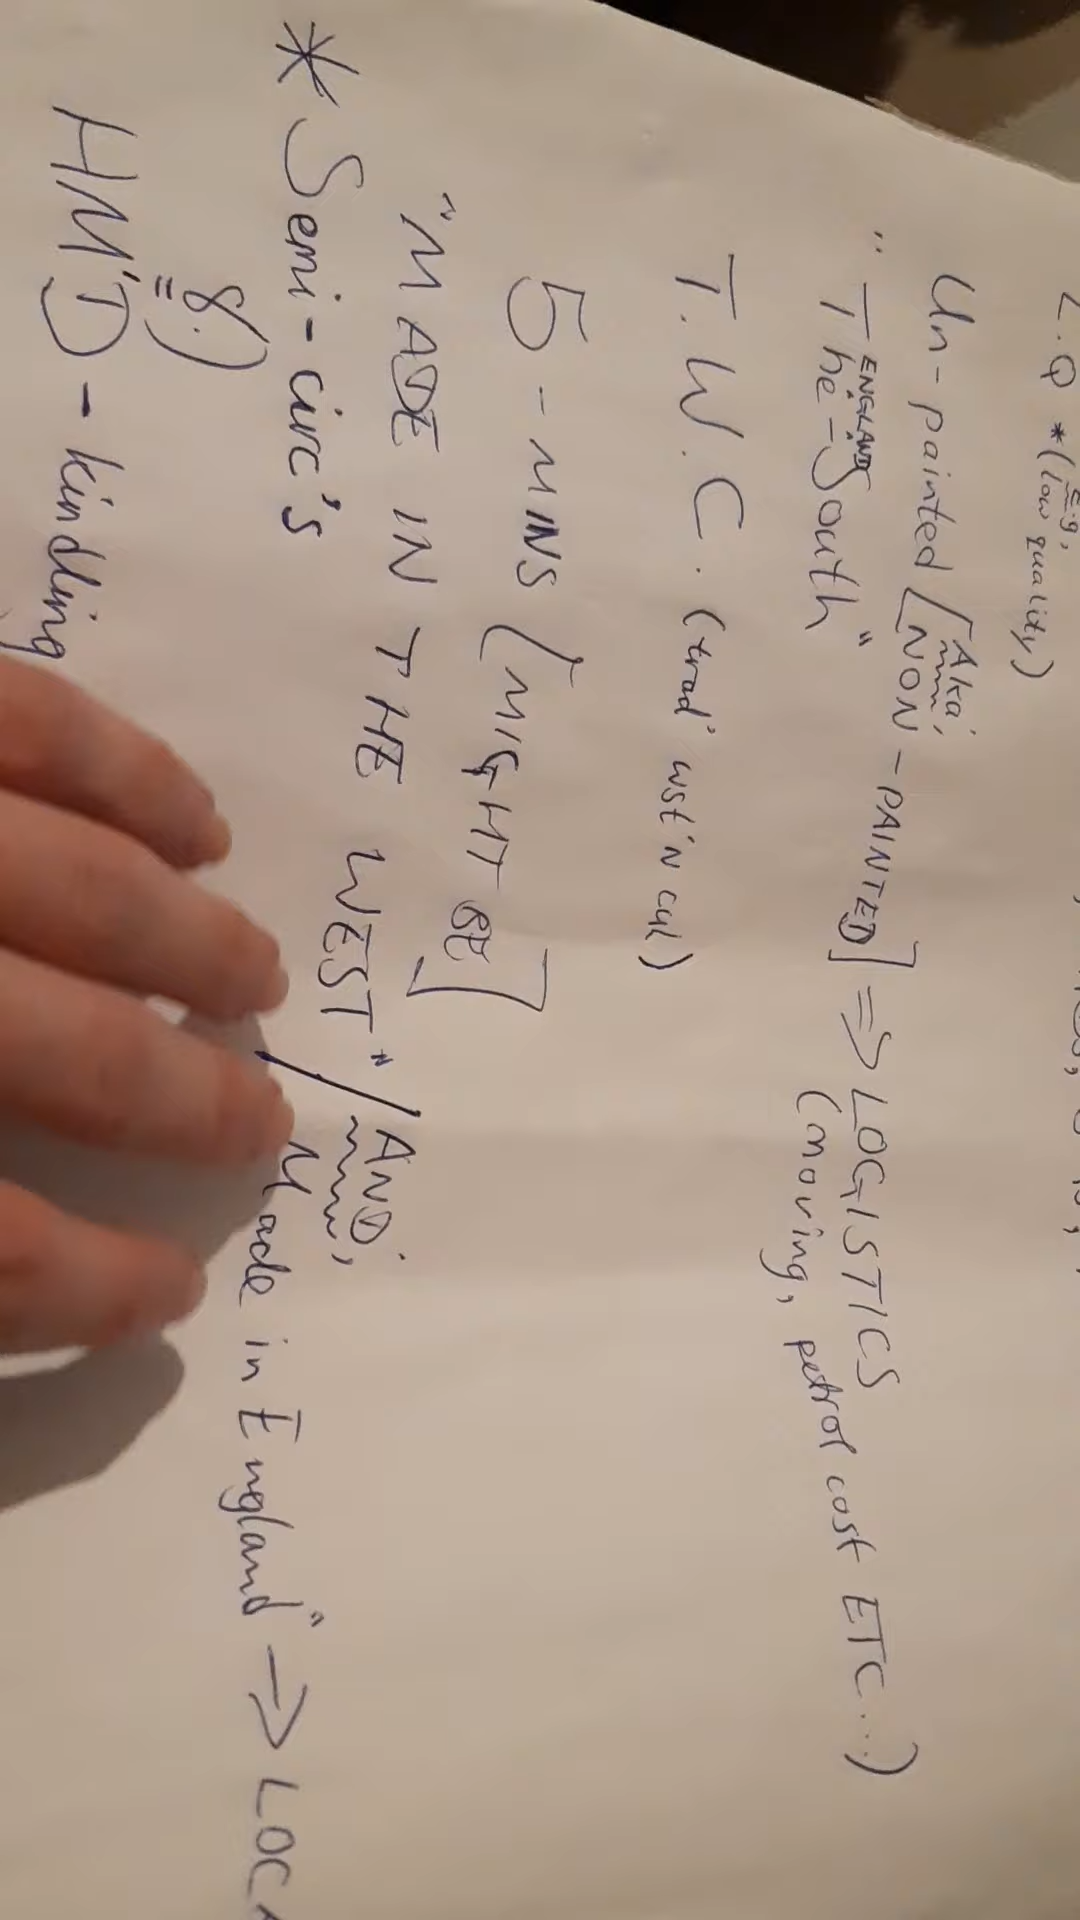 L.Q *(E.g, low quality)
Un-painted [Aka, NON-PAINTED] => LOGISTICS
(moving, petrol cost ETC...)
ENGLAND
"The-South"
T.W.C. (trad' wst'n cul)
5-MINS (MIGHT BE]
"MADE IN THE WEST" / AND,
Made in England" => LOCA
* Semi-circ's
8.)
HM'D - kindling